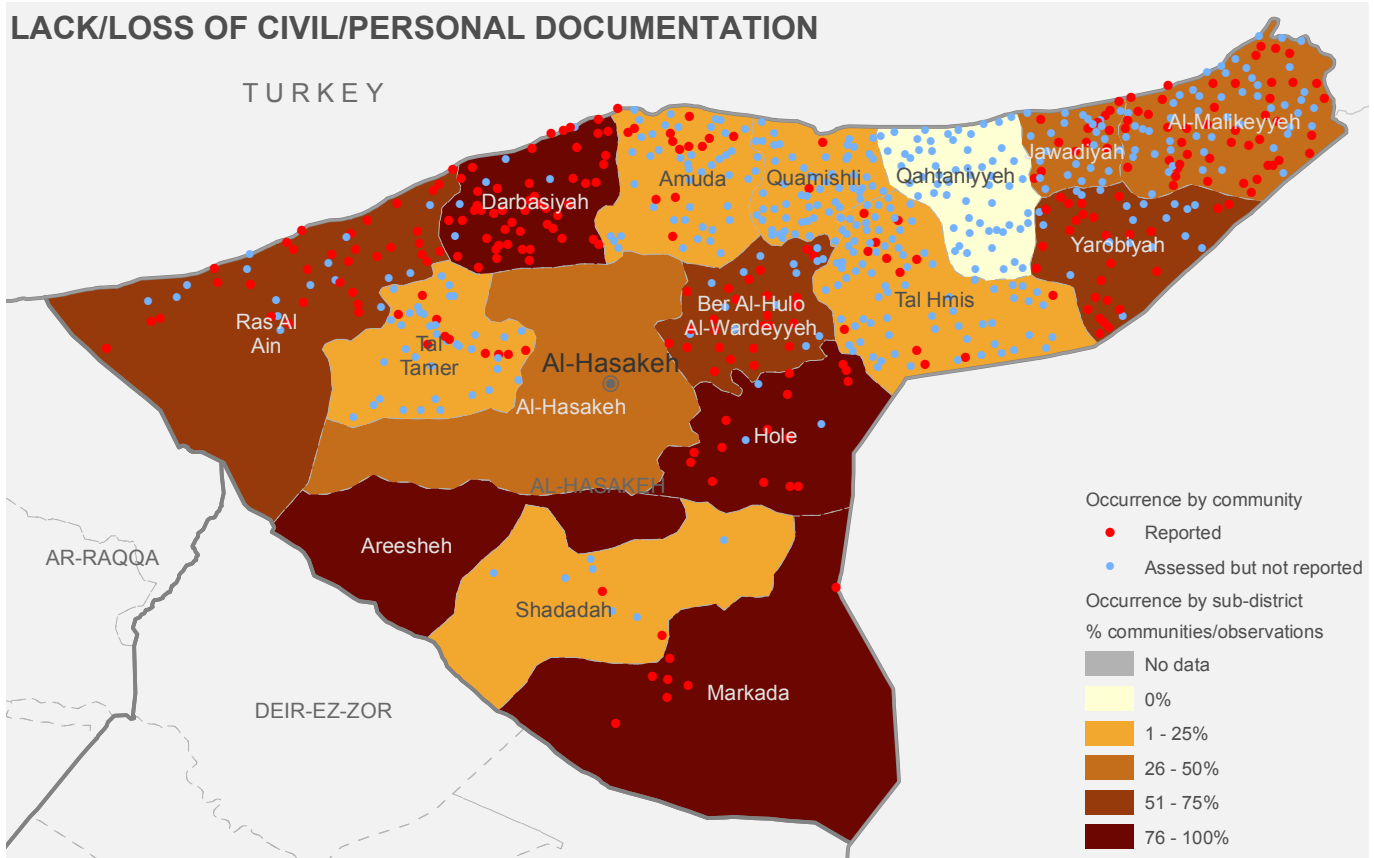 LACK/LOSS OF CIVIL/PERSONAL DOCUMENTATION
TURKEY
Al-Malikeyyeh
Jawadiyah
Amuda
Quamishli
Qahtaniyyeh
Darbasiyah
Yarobiyah
Ber Al-Hulo
Al-Wardeyyeh
Tal Hmis
Ras Al
Ain
Tal
Tamer
Al-Hasakeh
Al-Hasakeh
Hole
AL-HASAKEH
Areesheh
AR-RAQQA
Shadadah
Markada
DEIR-EZ-ZOR
Occurrence by community
Reported
Assessed but not reported
Occurrence by sub-district
% communities/observations
No data
0%
1 - 25%
26 - 50%
51 - 75%
76 - 100%